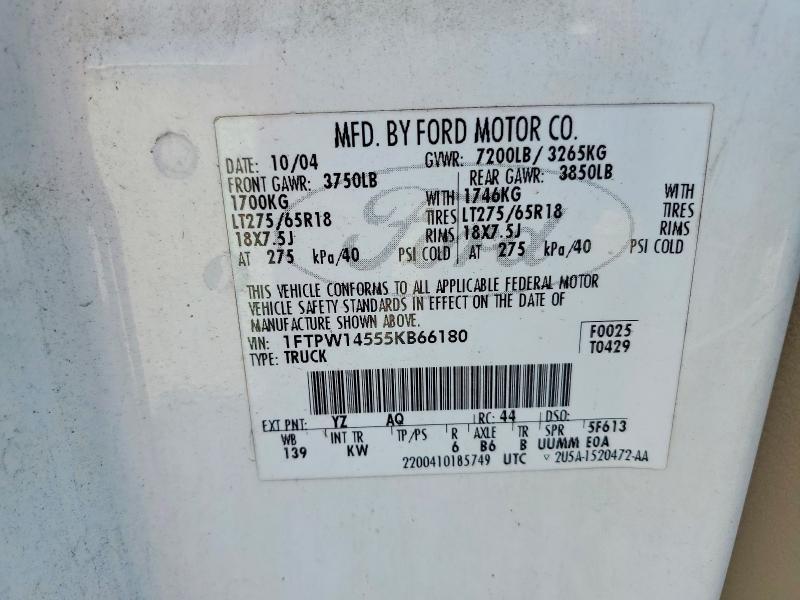 MFD. BY FORD MOTOR CO.
DATE: 10/04 GVWR: 7200LB/ 3265KG
FRONT GAWR: 3750LB REAR GAWR: 3850LB
1700KG WITH 1746KG WITH
LT275/65R18 TIRES LT275/65R18 TIRES
18X7.5J RIMS 18X7.5J RIMS
AT 275 kPa/40 PSI COLD AT 275 kPa/40 PSI COLD
THIS VEHICLE CONFORMS TO ALL APPLICABLE FEDERAL MOTOR
VEHICLE SAFETY STANDARDS IN EFFECT ON THE DATE OF
MANUFACTURE SHOWN ABOVE.
VIN: 1FTPW14555KB66180 F0025
TYPE: TRUCK T0429
EXT PNT: YZ AQ RC: 44 DSO:
WB INT TR TP/PS R AXLE TR SPR 5F613
139 KW 6 B6 B UUMM E0A
2200410185749 UTC ▽ 2U5A-1520472-AA
Ford